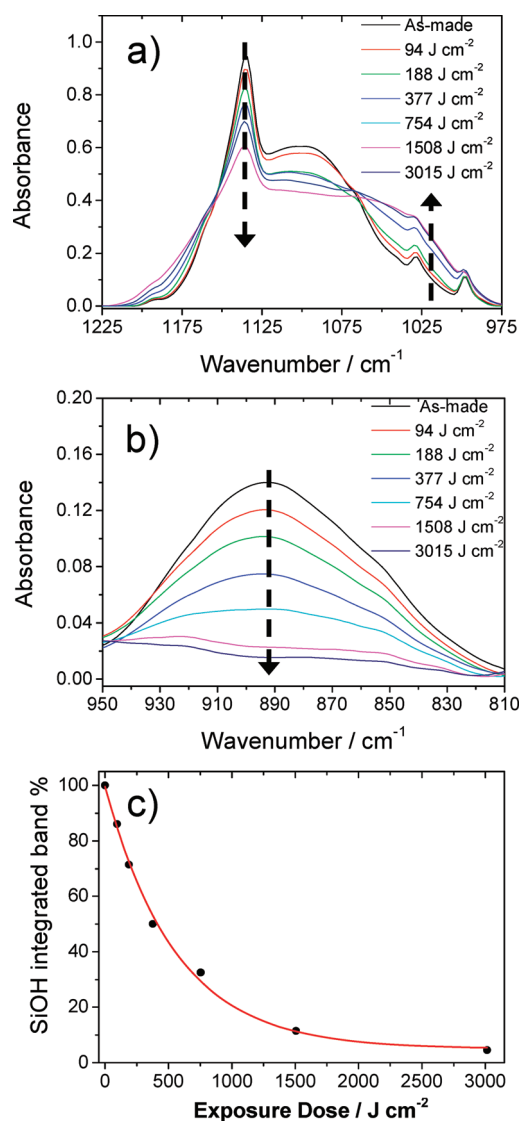 a)
As-made
94 J cm-2
188 J cm-2
377 J cm-2
754 J cm-2
1508 J cm-2
3015 J cm-2
Absorbance
1.0
0.8
0.6
0.4
0.2
0.0
1225 1175 1125 1075 1025 975
Wavenumber / cm-1
b)
As-made
94 J cm-2
188 J cm-2
377 J cm-2
754 J cm-2
1508 J cm-2
3015 J cm-2
Absorbance
0.20
0.16
0.12
0.08
0.04
0.00
950 930 910 890 870 850 830 810
Wavenumber / cm-1
c)
SiOH integrated band %
100
80
60
40
20
0
0 500 1000 1500 2000 2500 3000
Exposure Dose / J cm-2